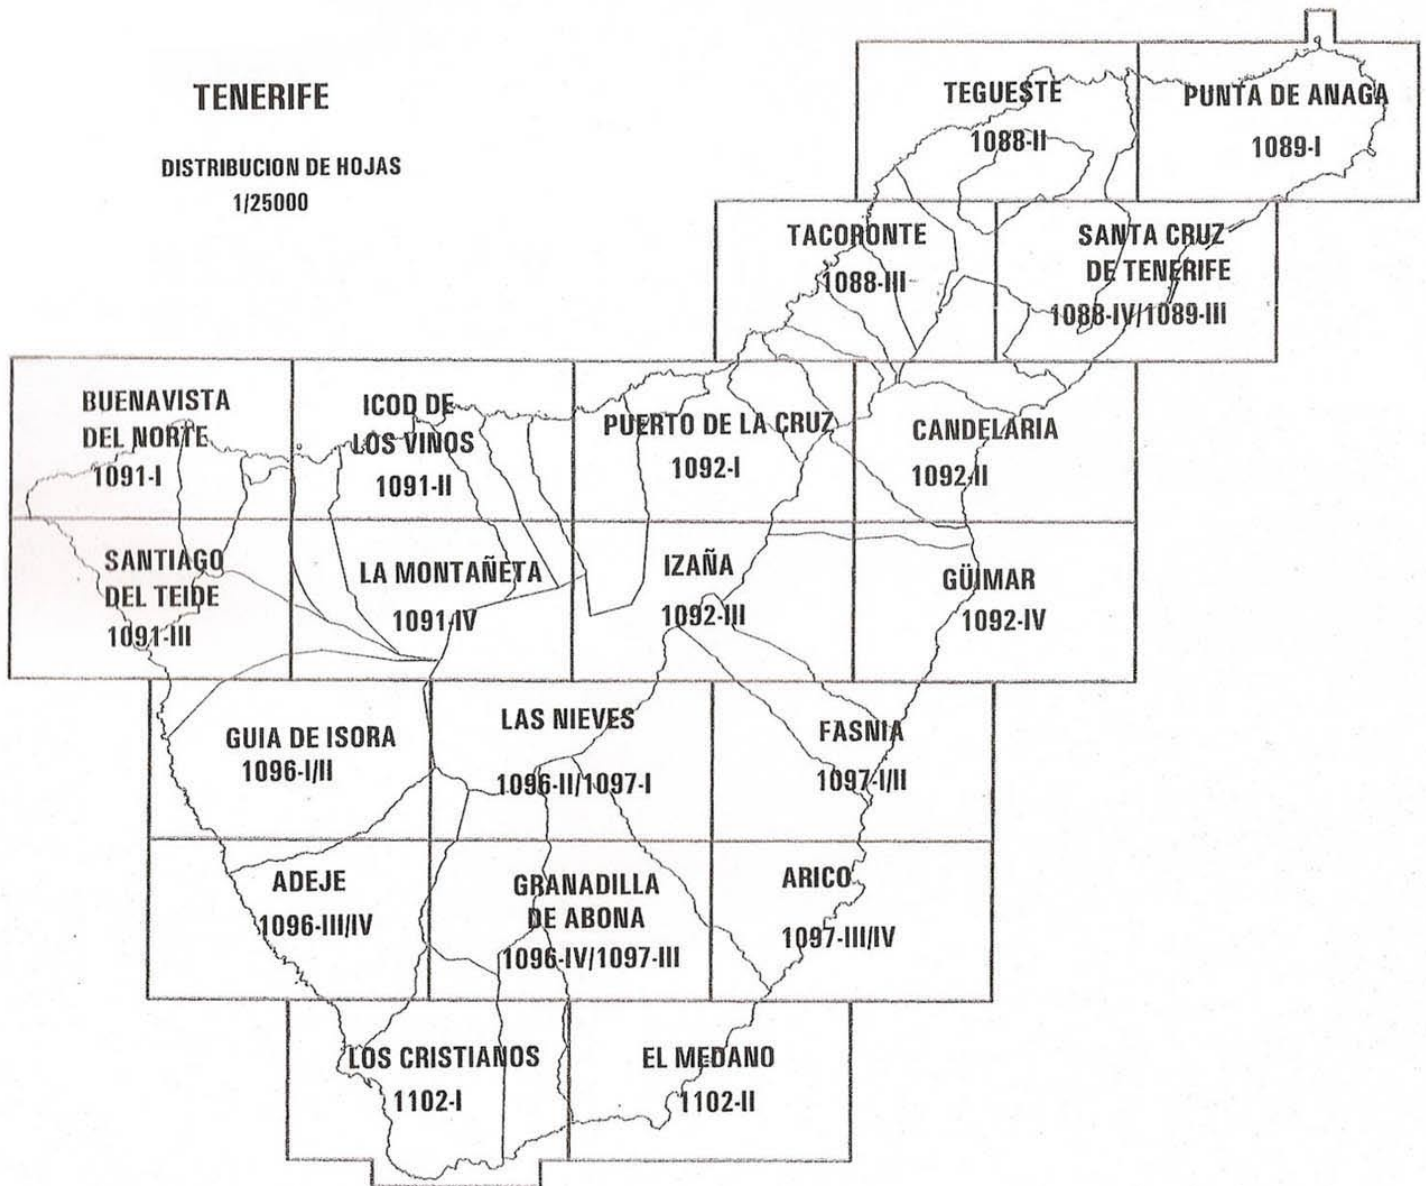 TENERIFE
DISTRIBUCION DE HOJAS
1/25000
TEGUESTE
1088-II
PUNTA DE ANAGA
1089-I
TACORONTE
1088-III
SANTA CRUZ
DE TENERIFE
1088-IV/1089-III
BUENAVISTA
DEL NORTE
1091-I
ICOD DE
LOS VINOS
1091-II
PUERTO DE LA CRUZ
1092-I
CANDELARIA
1092-II
SANTIAGO
DEL TEIDE
1091-III
LA MONTAÑETA
1091-IV
IZAÑA
1092-III
GÜIMAR
1092-IV
GUIA DE ISORA
1096-I/II
LAS NIEVES
1096-II/1097-I
FASNIA
1097-I/II
ADEJE
1096-III/IV
GRANADILLA
DE ABONA
1096-IV/1097-III
ARICO
1097-III/IV
LOS CRISTIANOS
1102-I
EL MEDANO
1102-II